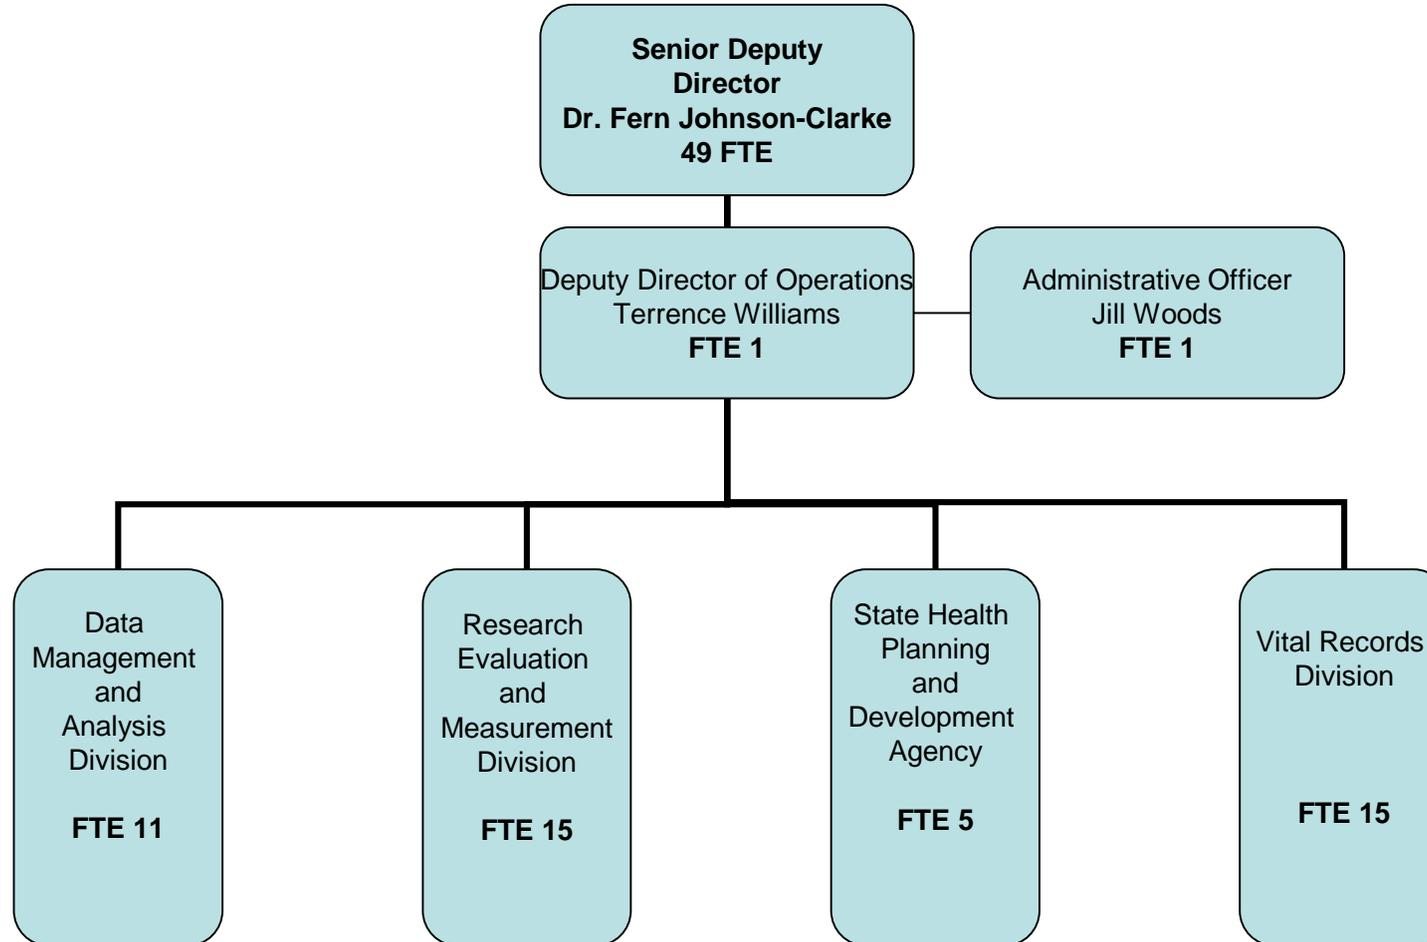 Senior Deputy
Director
Dr. Fern Johnson-Clarke
49 FTE
Deputy Director of Operations
Terrence Williams
FTE 1
Administrative Officer
Jill Woods
FTE 1
Data
Management
and
Analysis
Division
FTE 11
Research
Evaluation
and
Measurement
Division
FTE 15
State Health
Planning
and
Development
Agency
FTE 5
Vital Records
Division
FTE 15